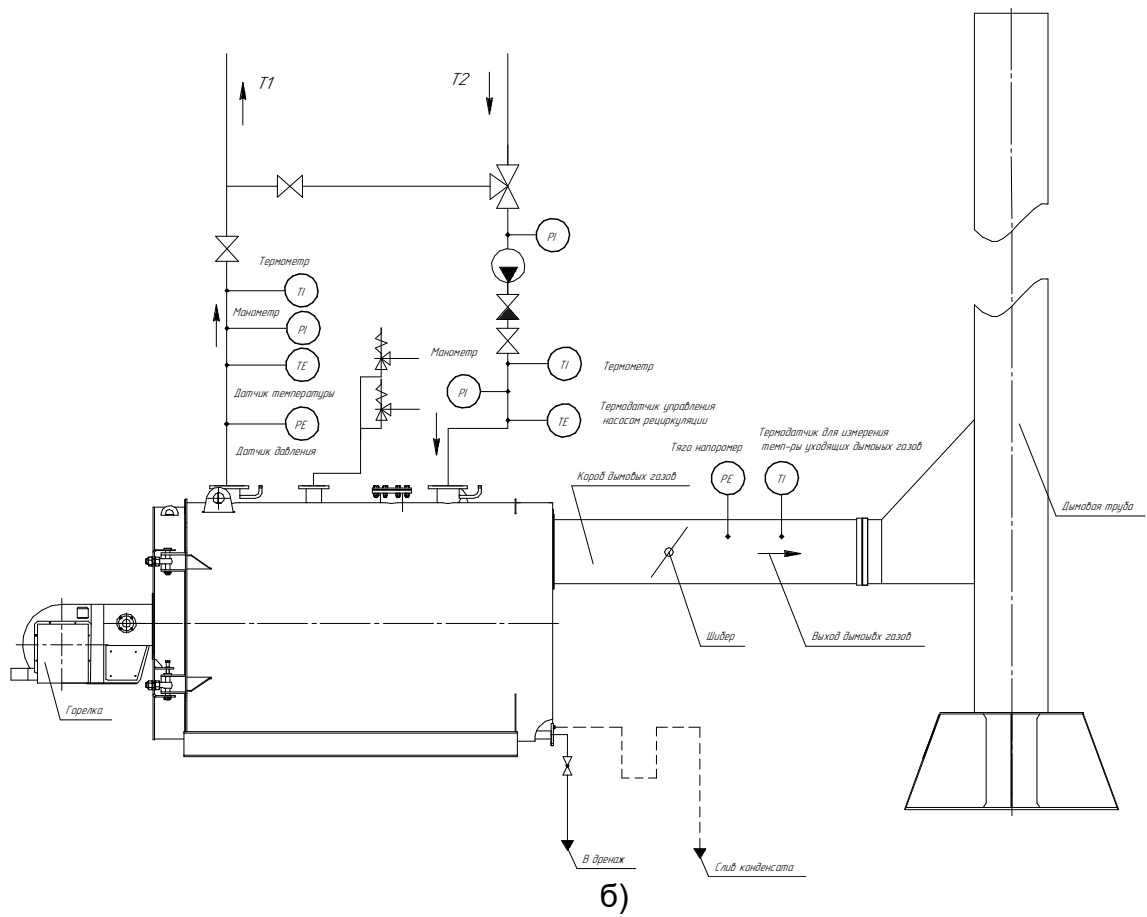 T1
T2
PI
Термометр
TI
Манометр
PI
TE
Датчик температуры
PE
Датчик давления
Манометр
TI
Термометр
PI
TE
Термодатчик управления
насосом рециркуляции
Тяго напоромер
PE
Термодатчик для измерения
темп-ры уходящих дымоыих газов
TI
Короб дымовых газов
Дымовая труба
Шибер
Выход дымоывх газов
Горелка
В дренаж
Слив конденсата
б)